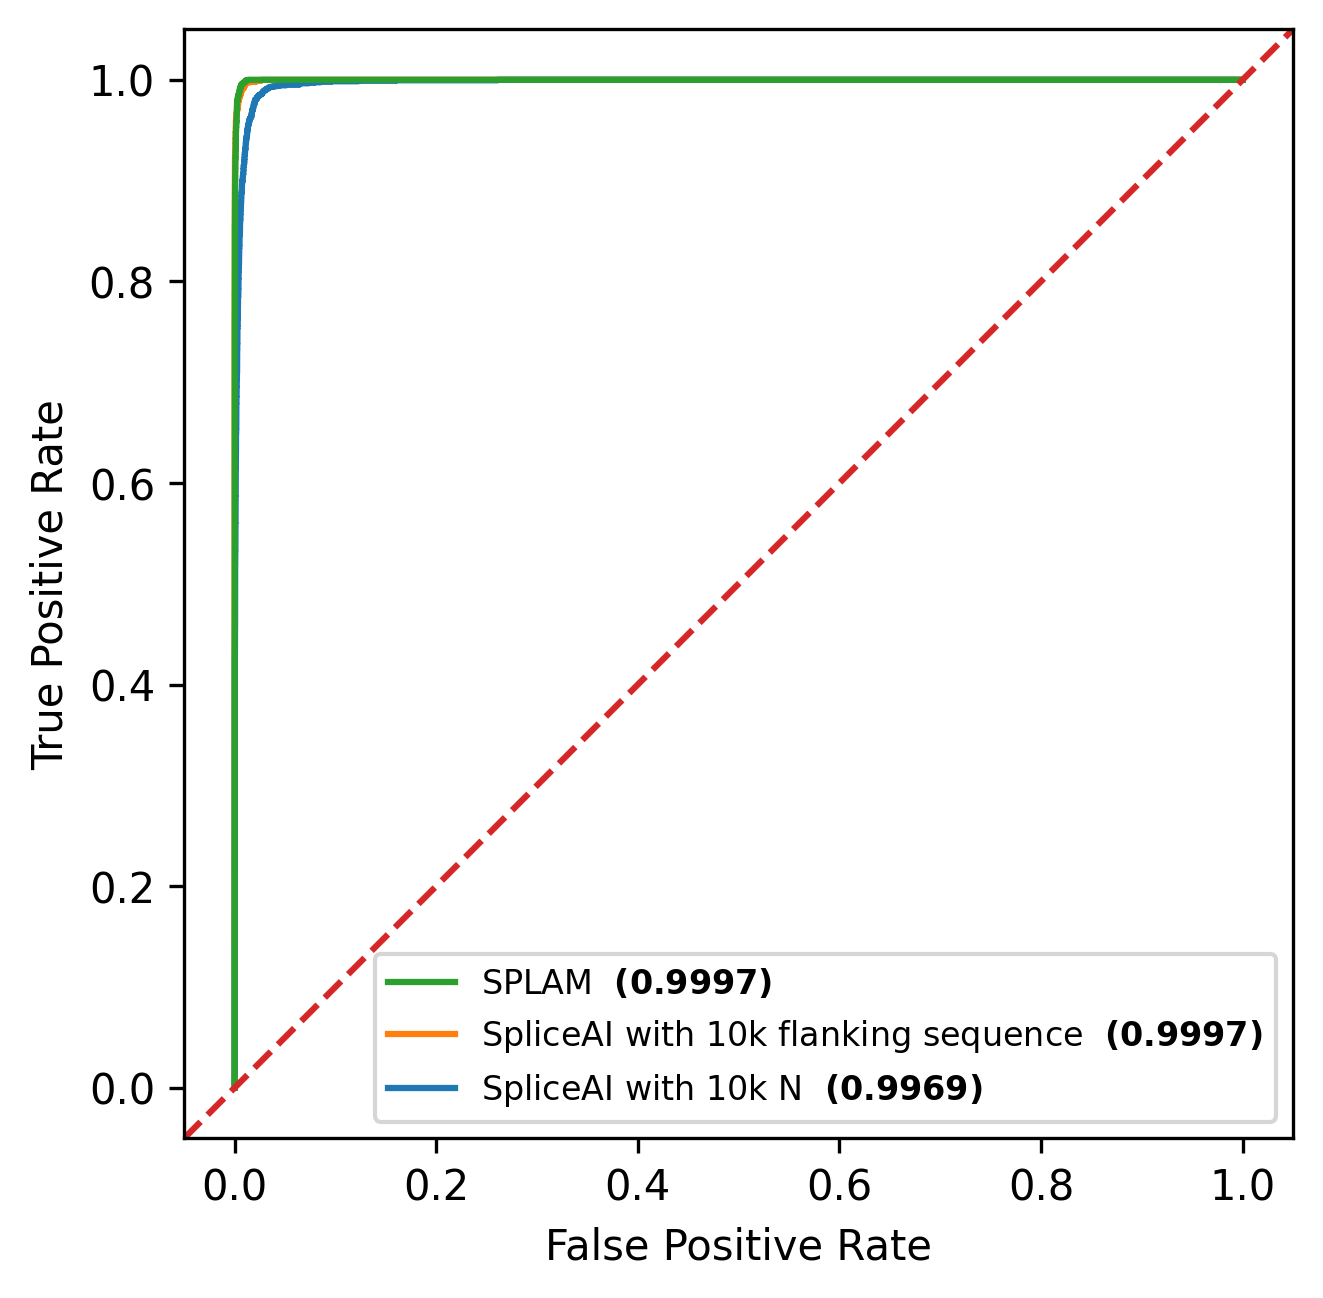 1.0
0.8
0.6
0.4
0.2
0.0
True Positive Rate
SPLAM (0.9997)
SpliceAI with 10k flanking sequence (0.9997)
SpliceAI with 10k N (0.9969)
0.0 0.2 0.4 0.6 0.8 1.0
False Positive Rate